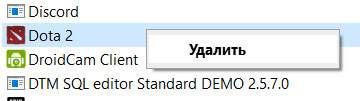 Discord
Dota 2
Удалить
DroidCam Client
DTM SQL editor Standard DEMO 2.5.7.0